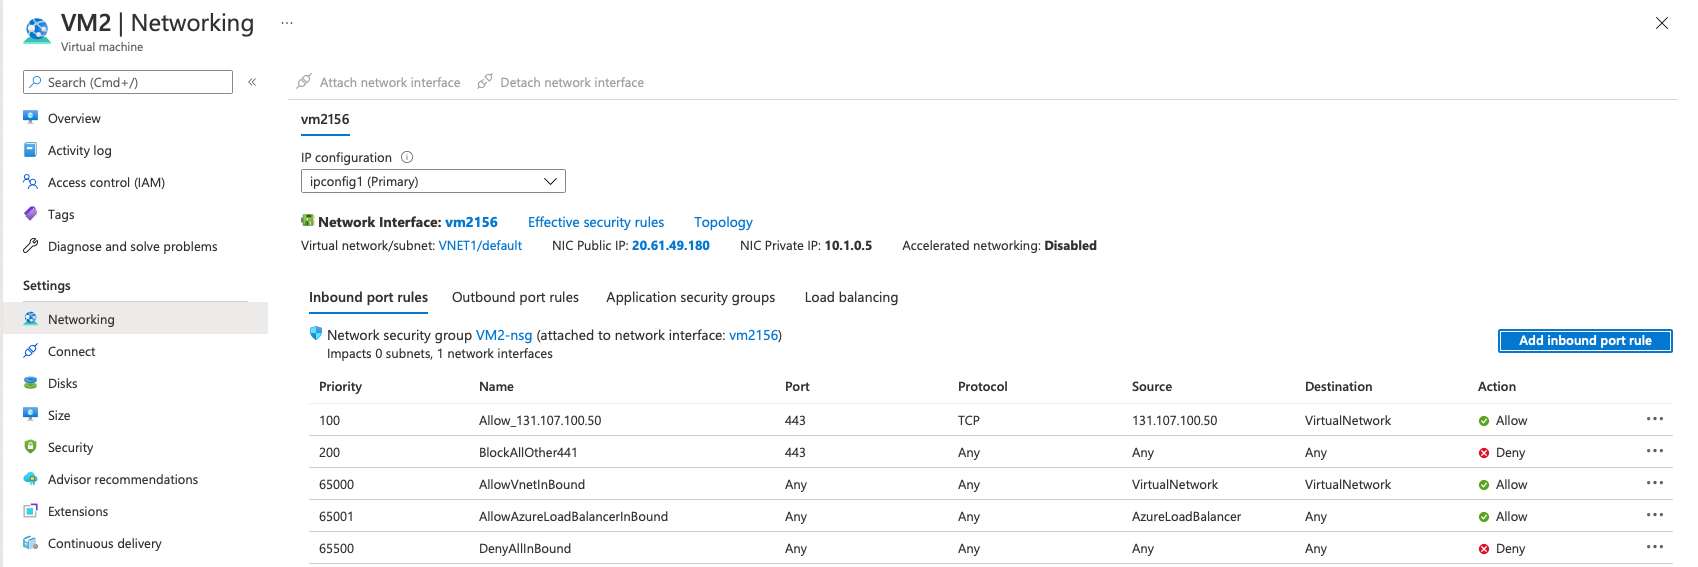 VM2 | Networking ...
Virtual machine
Search (Cmd+/) «
Overview
Activity log
Access control (IAM)
Tags
Diagnose and solve problems
Settings
Networking
Connect
Disks
Size
Security
Advisor recommendations
Extensions
Continuous delivery
Attach network interface Detach network interface
vm2156
IP configuration
ipconfig1 (Primary)
Network Interface: vm2156 Effective security rules Topology
Virtual network/subnet: VNET1/default NIC Public IP: 20.61.49.180 NIC Private IP: 10.1.0.5 Accelerated networking: Disabled
Inbound port rules Outbound port rules Application security groups Load balancing
Network security group VM2-nsg (attached to network interface: vm2156)
Impacts 0 subnets, 1 network interfaces
Add inbound port rule
Priority Name Port Protocol Source Destination Action
100 Allow_131.107.100.50 443 TCP 131.107.100.50 VirtualNetwork Allow ...
200 BlockAllOther441 443 Any Any Any Deny ...
65000 AllowVnetInBound Any Any VirtualNetwork VirtualNetwork Allow ...
65001 AllowAzureLoadBalancerInBound Any Any AzureLoadBalancer Any Allow ...
65500 DenyAllInBound Any Any Any Any Deny ...